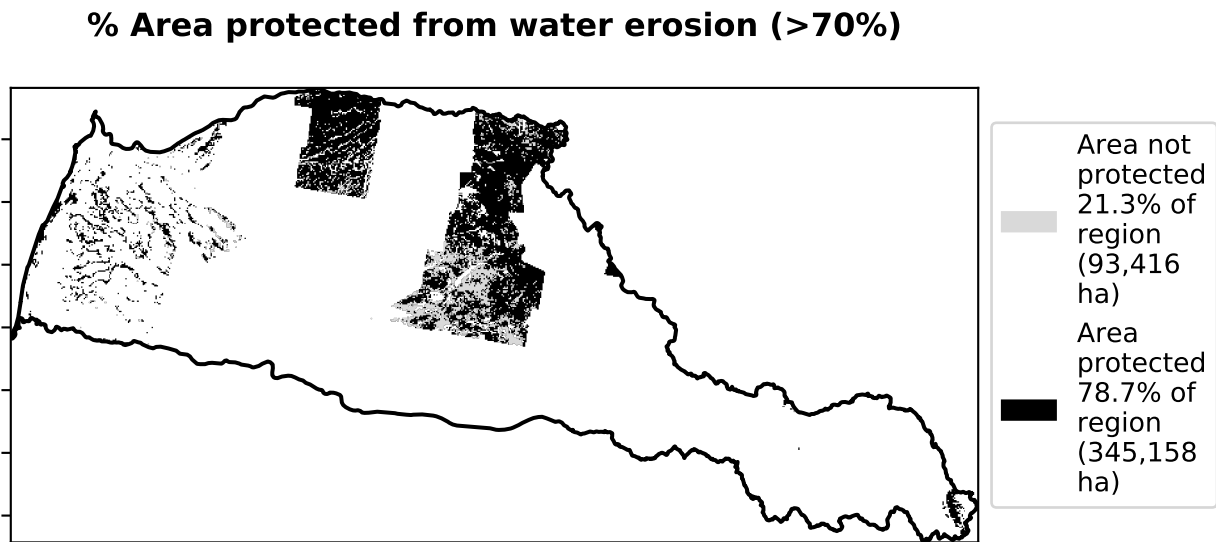 % Area protected from water erosion (>70%)
Area not
protected
21.3% of
region
(93,416
ha)
Area
protected
78.7% of
region
(345,158
ha)